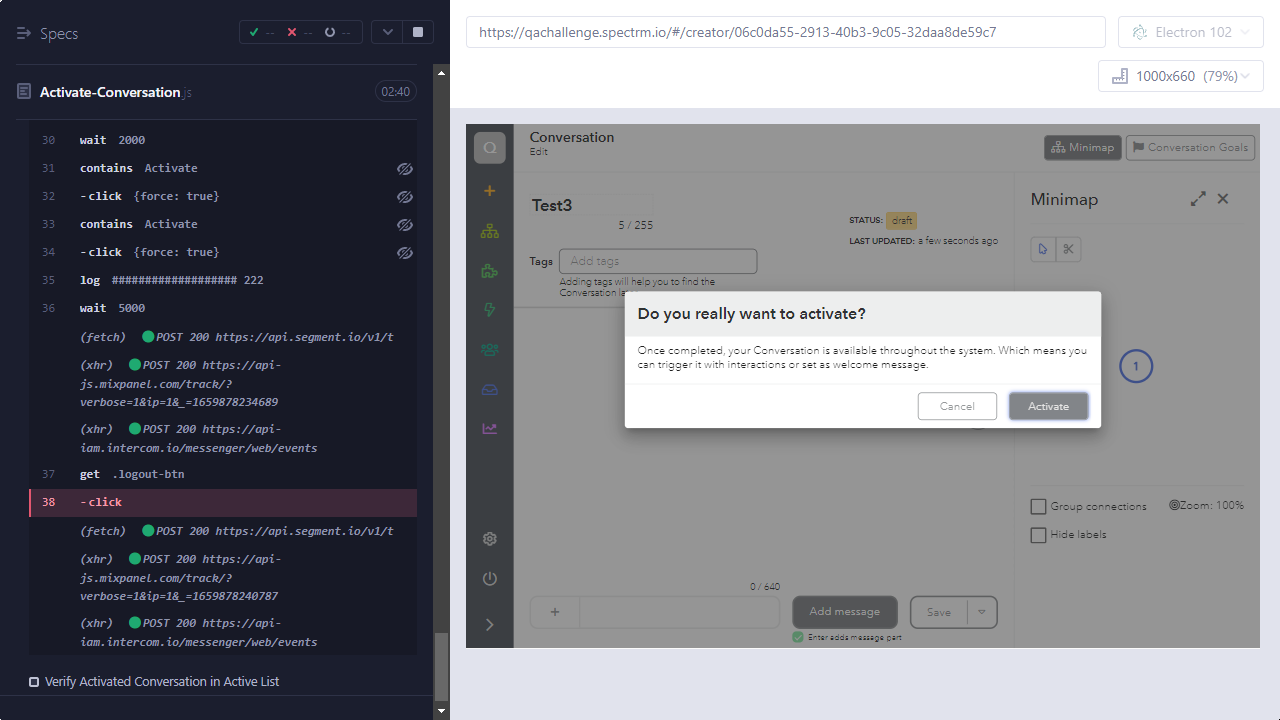 Specs
--
--
--
Activate-Conversation.js
02:40
30 wait 2000
31 contains Activate
32 -click {force: true}
33 contains Activate
34 -click {force: true}
35 log ################### 222
36 wait 5000
(fetch) POST 200 https://api.segment.io/v1/t
(xhr) POST 200 https://api-
js.mixpanel.com/track/?
verbose=1&ip=1&_=1659878234689
(xhr) POST 200 https://api-
iam.intercom.io/messenger/web/events
37 get .logout-btn
38 -click
(fetch) POST 200 https://api.segment.io/v1/t
(xhr) POST 200 https://api-
js.mixpanel.com/track/?
verbose=1&ip=1&_=1659878240787
(xhr) POST 200 https://api-
iam.intercom.io/messenger/web/events
Verify Activated Conversation in Active List
https://qachallenge.spectrm.io/#/creator/06c0da55-2913-40b3-9c05-32daa8de59c7
Electron 102
1000x660 (79%)
Q
Conversation
Edit
Minimap
Conversation Goals
Test3
5 / 255
STATUS: draft
LAST UPDATED: a few seconds ago
Tags
Add tags
Adding tags will help you to find the
Conversation la
Minimap
Do you really want to activate?
Once completed, your Conversation is available throughout the system. Which means you
can trigger it with interactions or set as welcome message.
Cancel
Activate
1
Group connections
Zoom: 100%
Hide labels
0 / 640
+
Add message
Save
Enter adds message part